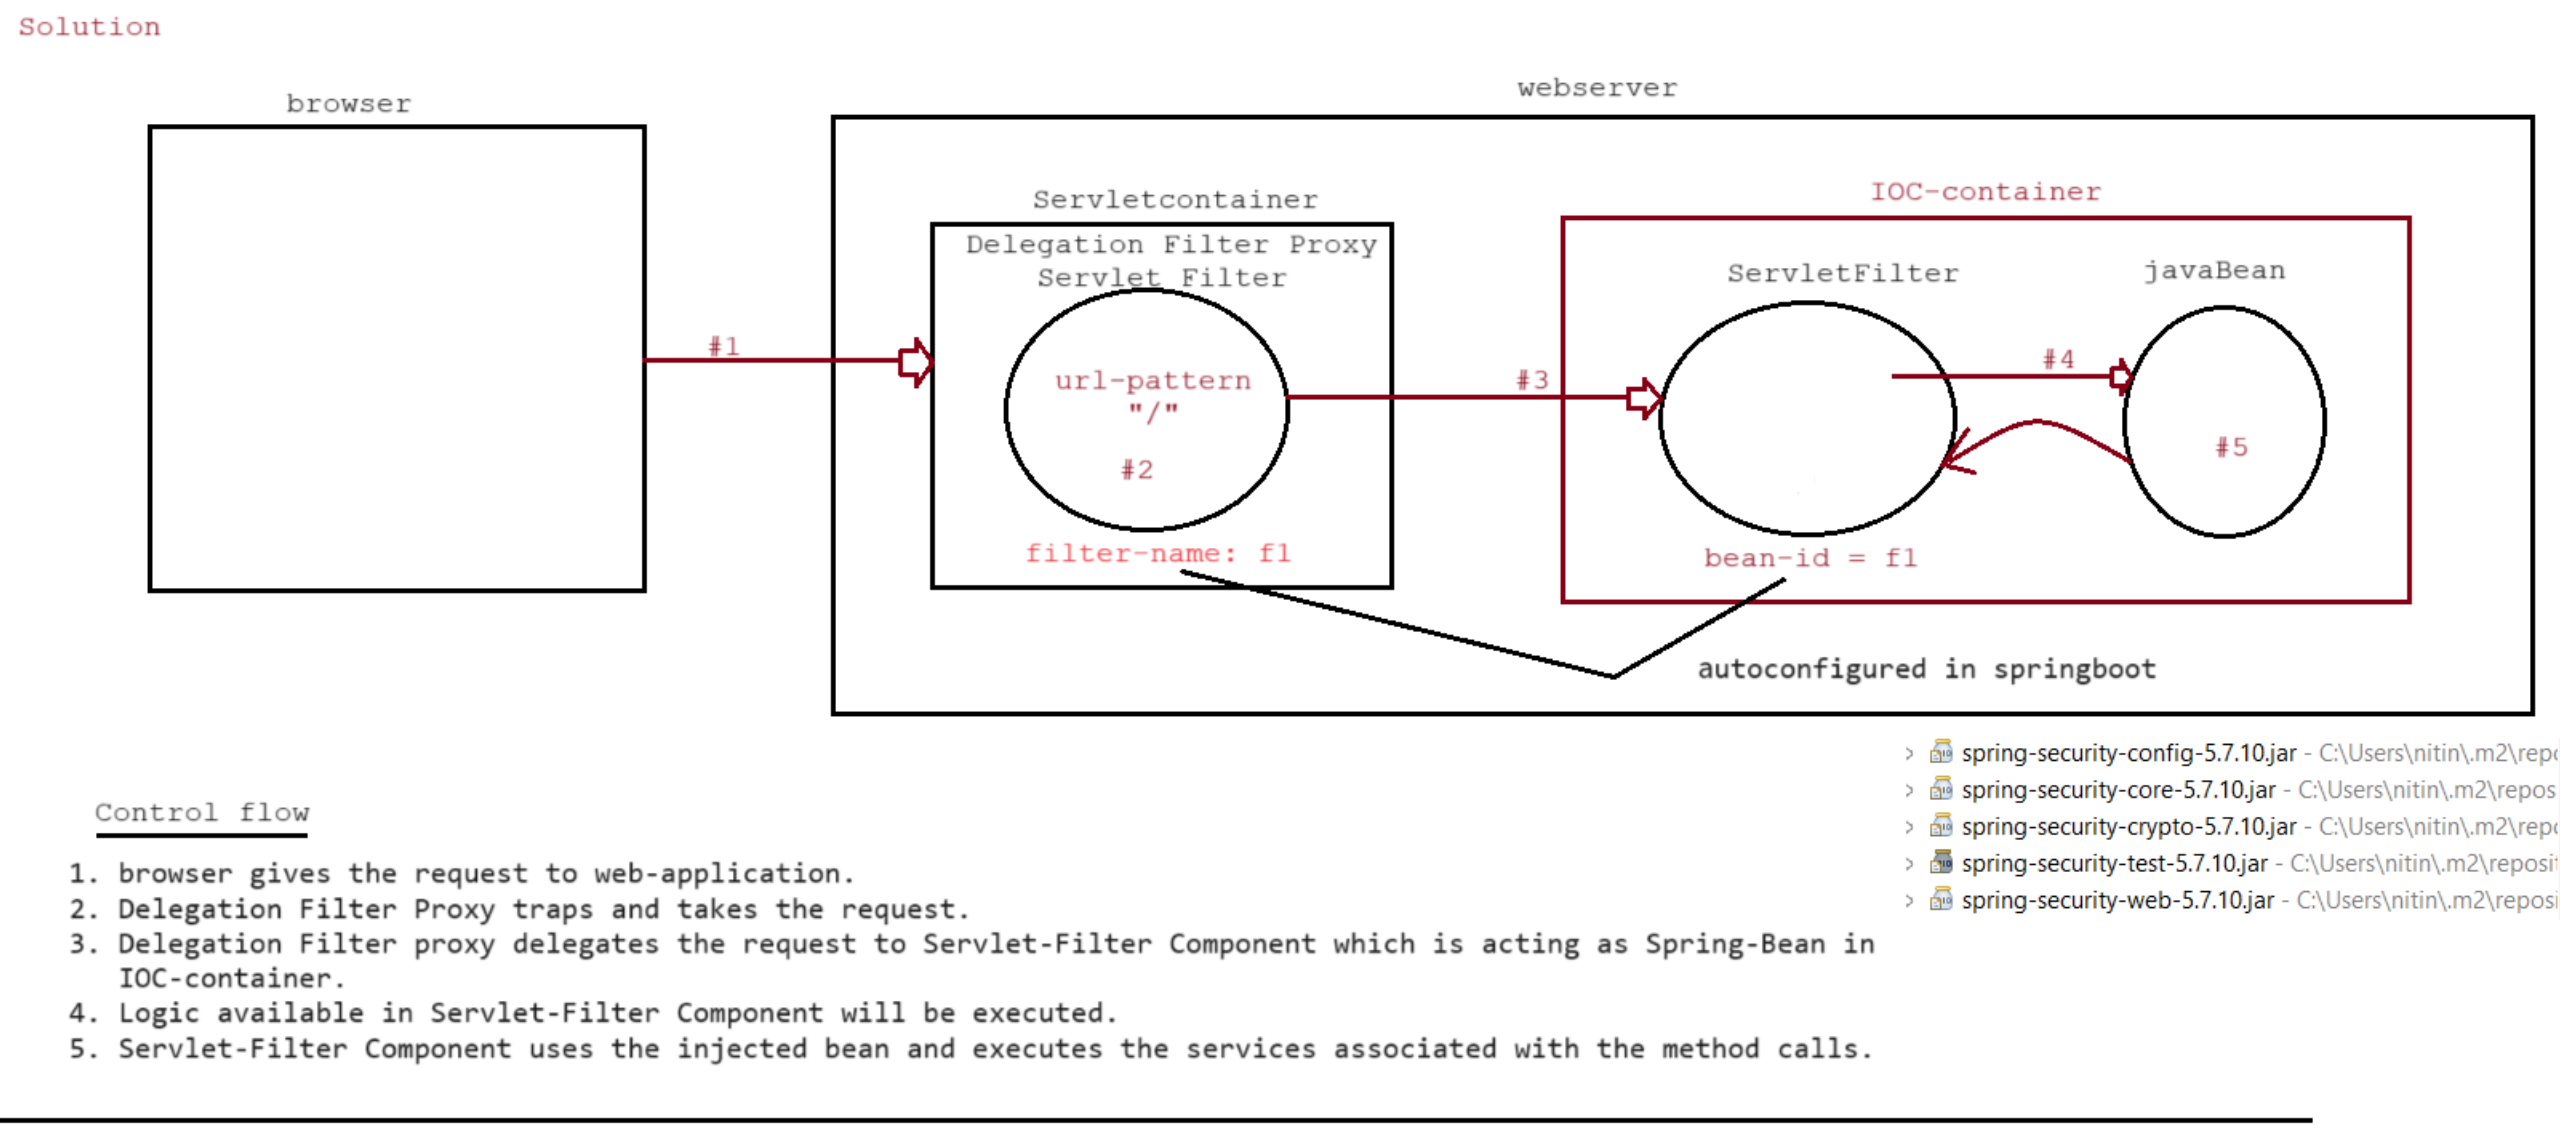 Solution
browser
webserver
Servletcontainer
IOC-container
Delegation Filter Proxy
Servlet Filter
ServletFilter
javaBean
#1
url-pattern
"/"
#2
#3
#4
#5
filter-name: f1
bean-id = f1
autoconfigured in springboot
spring-security-config-5.7.10.jar - C:\Users\nitin\.m2\repo
spring-security-core-5.7.10.jar - C:\Users\nitin\.m2\repos
spring-security-crypto-5.7.10.jar - C:\Users\nitin\.m2\repo
spring-security-test-5.7.10.jar - C:\Users\nitin\.m2\reposit
spring-security-web-5.7.10.jar - C:\Users\nitin\.m2\reposi
Control flow
1. browser gives the request to web-application.
2. Delegation Filter Proxy traps and takes the request.
3. Delegation Filter proxy delegates the request to Servlet-Filter Component which is acting as Spring-Bean in
IOC-container.
4. Logic available in Servlet-Filter Component will be executed.
5. Servlet-Filter Component uses the injected bean and executes the services associated with the method calls.